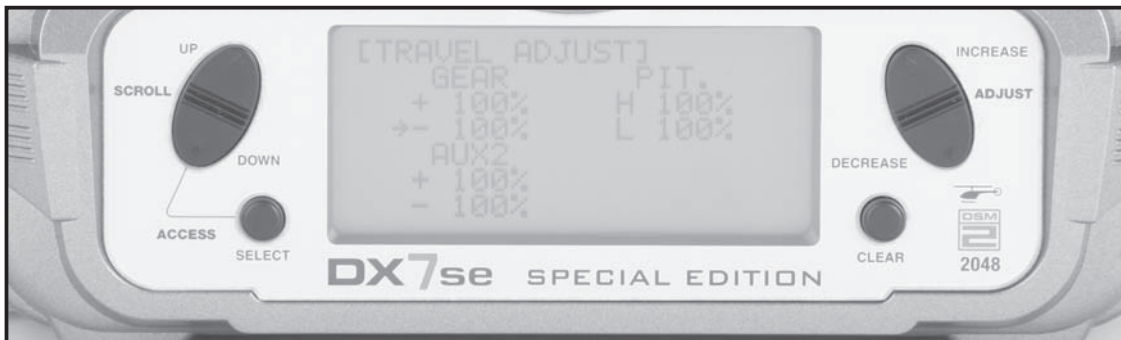 UP
SCROLL
DOWN
ACCESS
SELECT
[TRAVEL ADJUST]
GEAR PIT.
+ 100% H 100%
→- 100% L 100%
AUX2
+ 100%
- 100%
INCREASE
ADJUST
DECREASE
CLEAR
DSM
2
2048
DX7se SPECIAL EDITION